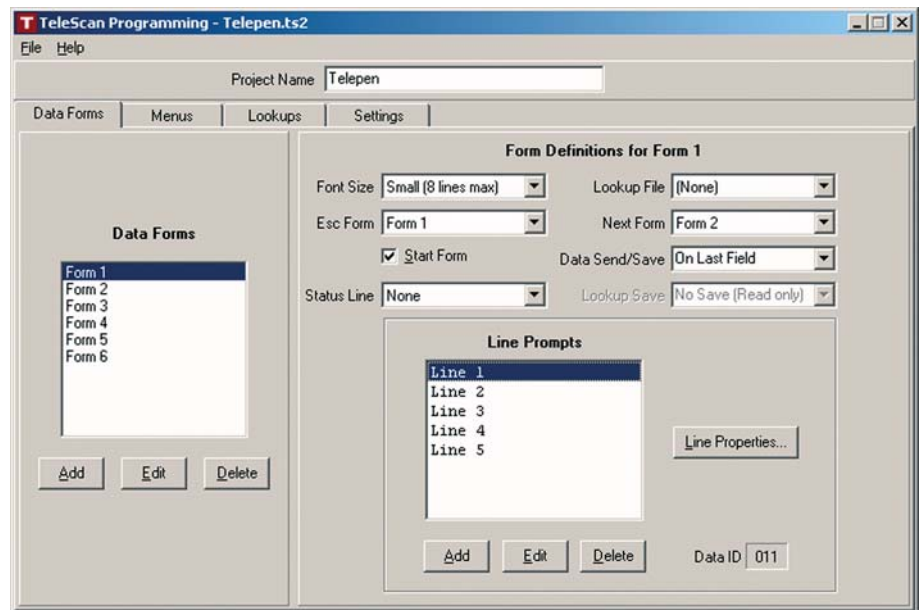 TeleScan Programming - Telepen.ts2
File Help
Project Name Telepen
Data Forms Menus Lookups Settings
Data Forms
Form 1
Form 2
Form 3
Form 4
Form 5
Form 6
Add Edit Delete
Form Definitions for Form 1
Font Size Small (8 lines max) Lookup File (None)
Esc Form Form 1 Next Form Form 2
Start Form Data Send/Save On Last Field
Status Line None Lookup Save No Save (Read only)
Line Prompts
Line 1
Line 2
Line 3
Line 4
Line 5
Line Properties...
Add Edit Delete Data ID 011